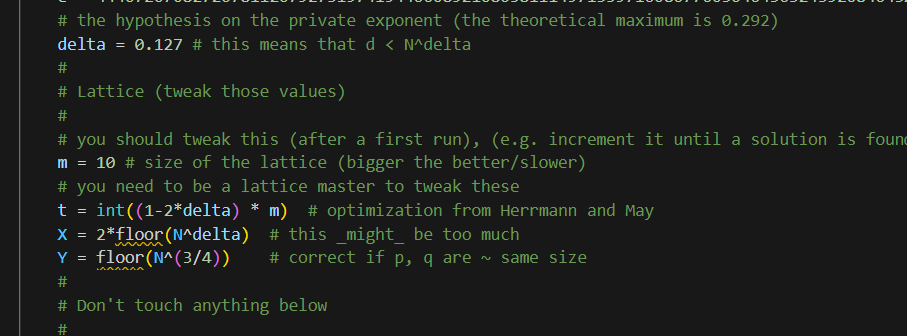 # the hypothesis on the private exponent (the theoretical maximum is 0.292)
delta = 0.127 # this means that d < N^delta
#
# Lattice (tweak those values)
#
# you should tweak this (after a first run), (e.g. increment it until a solution is foun
m = 10 # size of the lattice (bigger the better/slower)
# you need to be a lattice master to tweak these
t = int((1-2*delta) * m)  # optimization from Herrmann and May
X = 2*floor(N^delta)  # this _might_ be too much
Y = floor(N^(3/4))    # correct if p, q are ~ same size
#
# Don't touch anything below
#